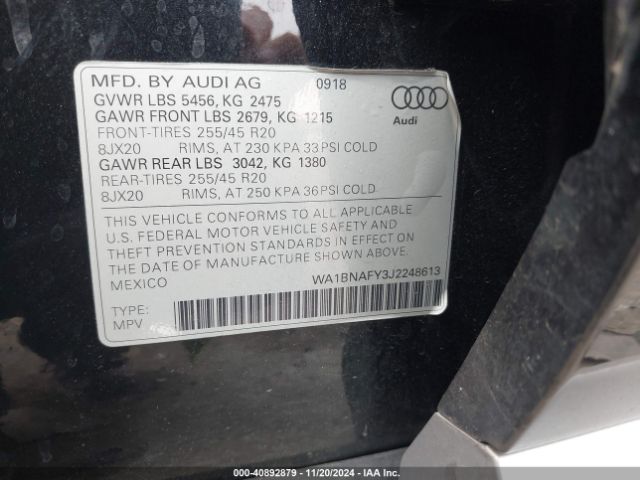 MFD. BY AUDI AG 0918
GVWR LBS 5456, KG 2475
GAWR FRONT LBS 2679, KG 1215
FRONT-TIRES 255/45 R20
8JX20 RIMS, AT 230 KPA 33PSI COLD
GAWR REAR LBS 3042, KG 1380
REAR-TIRES 255/45 R20
8JX20 RIMS, AT 250 KPA 36PSI COLD
Audi
THIS VEHICLE CONFORMS TO ALL APPLICABLE
U.S. FEDERAL MOTOR VEHICLE SAFETY AND
THEFT PREVENTION STANDARDS IN EFFECT ON
THE DATE OF MANUFACTURE SHOWN ABOVE.
MEXICO
WA1BNAFY3J2248613
TYPE:
MPV
000-40892879 - 11/20/2024 - IAA Inc.